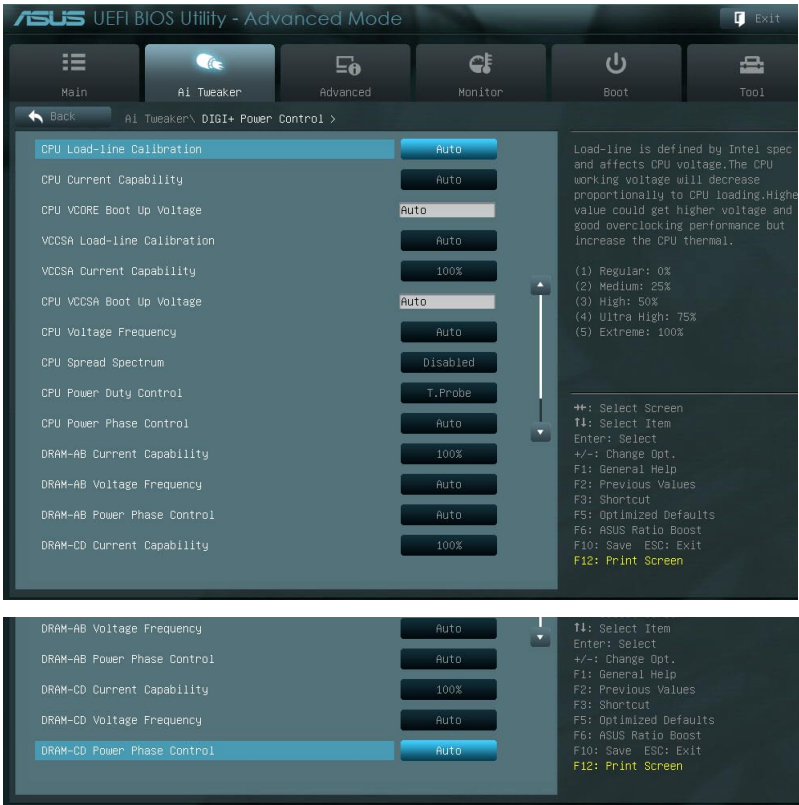 ASUS UEFI BIOS Utility - Advanced Mode
Exit
Main
Ai Tweaker
Advanced
Monitor
Boot
Tool
Back
Ai Tweaker\ DIGI+ Power Control >
CPU Load-line Calibration Auto
CPU Current Capability Auto
CPU VCORE Boot Up Voltage Auto
VCCSA Load-line Calibration Auto
VCCSA Current Capability 100%
CPU VCCSA Boot Up Voltage Auto
CPU Voltage Frequency Auto
CPU Spread Spectrum Disabled
CPU Power Duty Control T.Probe
CPU Power Phase Control Auto
DRAM-AB Current Capability 100%
DRAM-AB Voltage Frequency Auto
DRAM-AB Power Phase Control Auto
DRAM-CD Current Capability 100%
Load-line is defined by Intel spec
and affects CPU voltage.The CPU
working voltage will decrease
proportionally to CPU loading.Highe
value could get higher voltage and
good overclocking performance but
increase the CPU thermal.
(1) Regular: 0%
(2) Medium: 25%
(3) High: 50%
(4) Ultra High: 75%
(5) Extreme: 100%
→←: Select Screen
↑↓: Select Item
Enter: Select
+/-: Change Opt.
F1: General Help
F2: Previous Values
F3: Shortcut
F5: Optimized Defaults
F6: ASUS Ratio Boost
F10: Save ESC: Exit
F12: Print Screen
DRAM-AB Voltage Frequency Auto
DRAM-AB Power Phase Control Auto
DRAM-CD Current Capability 100%
DRAM-CD Voltage Frequency Auto
DRAM-CD Power Phase Control Auto
↑↓: Select Item
Enter: Select
+/-: Change Opt.
F1: General Help
F2: Previous Values
F3: Shortcut
F5: Optimized Defaults
F6: ASUS Ratio Boost
F10: Save ESC: Exit
F12: Print Screen